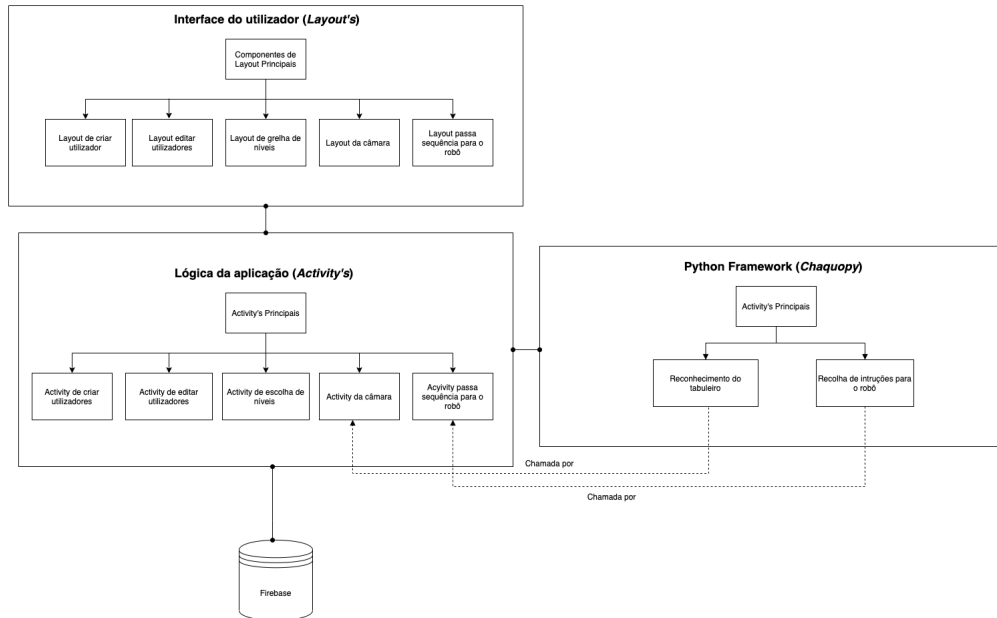 Interface do utilizador (Layout's)
Componentes de
Layout Principais
Layout de criar
utilizador
Layout editar
utilizadores
Layout de grelha de
níveis
Layout da câmara
Layout passa
sequência para o
robô
Lógica da aplicação (Activity's)
Activity's Principais
Activity de criar
utilizadores
Activity de editar
utilizadores
Activity de escolha de
níveis
Activity da câmara
Acyivity passa
sequência para o
robô
Python Framework (Chaquopy)
Activity's Principais
Reconhecimento do
tabuleiro
Recolha de intruções para
o robô
Chamada por
Chamada por
Firebase